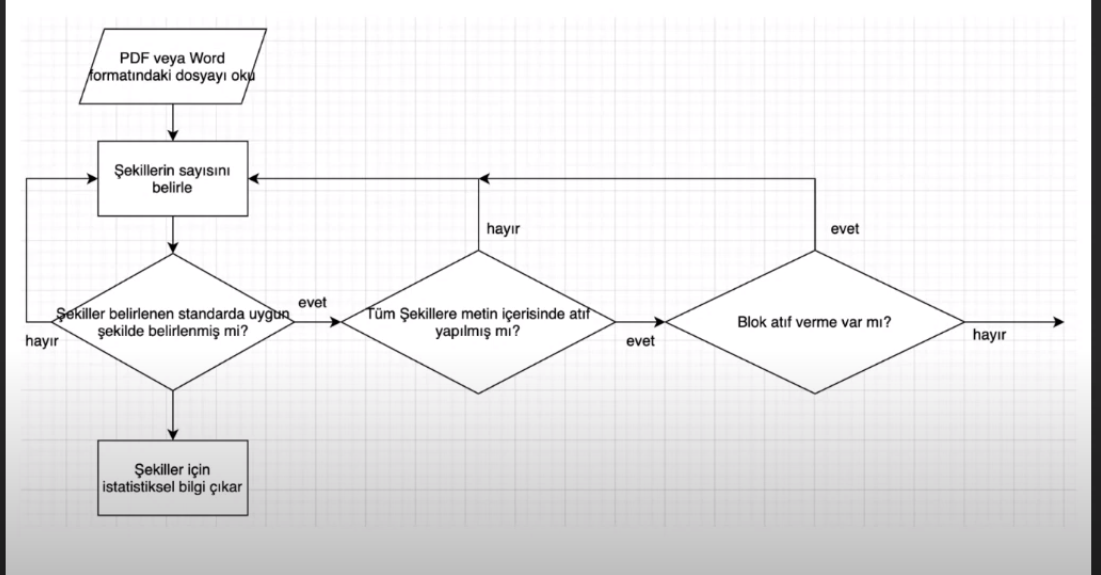 PDF veya Word
formatındaki dosyayı oku
Şekillerin sayısını
belirle
hayır
evet
evet
Şekiller belirlenen standarda uygun
şekilde belirlenmiş mi?
hayır
Tüm Şekillere metin içerisinde atıf
yapılmış mı?
evet
Blok atıf verme var mı?
hayır
Şekiller için
istatistiksel bilgi çıkar